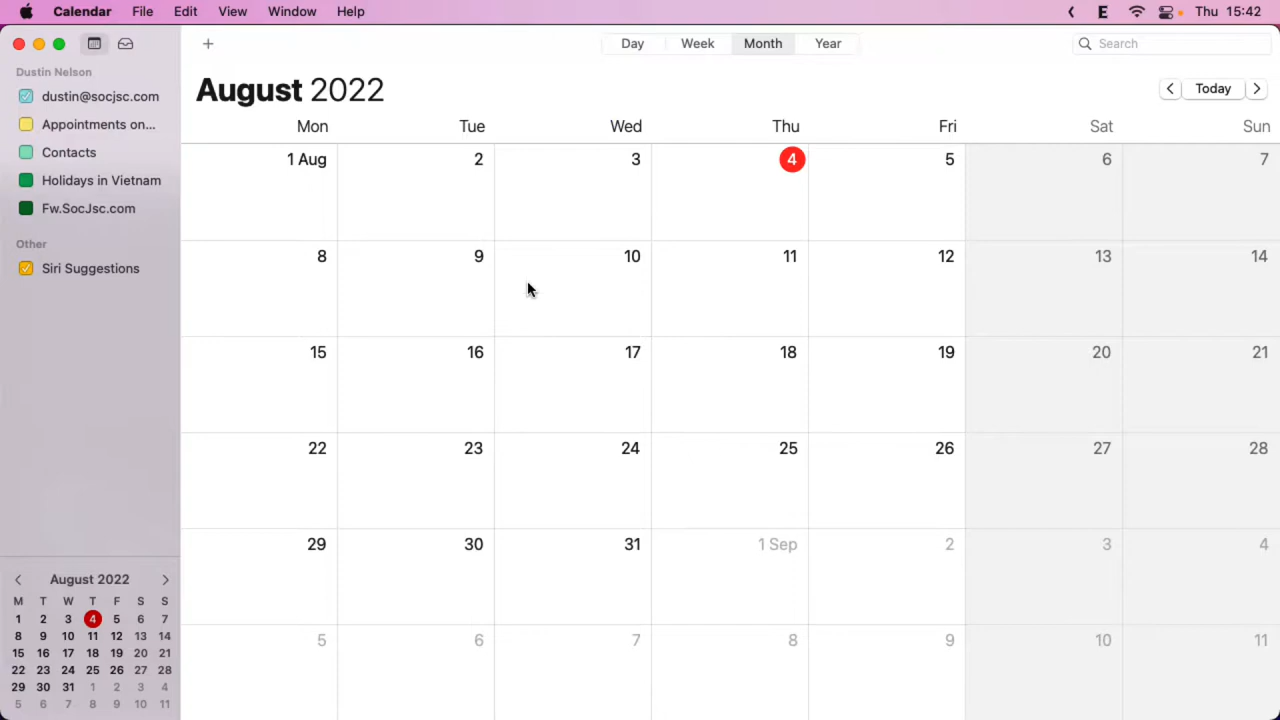 Calendar File Edit View Window Help E Thu 15:42
Day Week Month Year Search
Dustin Nelson
dustin@socjsc.com
Appointments on...
Contacts
Holidays in Vietnam
Fw.SocJsc.com
Other
Siri Suggestions
August 2022
Today
Mon Tue Wed Thu Fri Sat Sun
1 Aug 2 3 4 5 6 7
8 9 10 11 12 13 14
15 16 17 18 19 20 21
22 23 24 25 26 27 28
29 30 31 1 Sep 2 3 4
5 6 7 8 9 10 11
August 2022
M T W T F S S
1 2 3 4 5 6 7
8 9 10 11 12 13 14
15 16 17 18 19 20 21
22 23 24 25 26 27 28
29 30 31 1 2 3 4
5 6 7 8 9 10 11